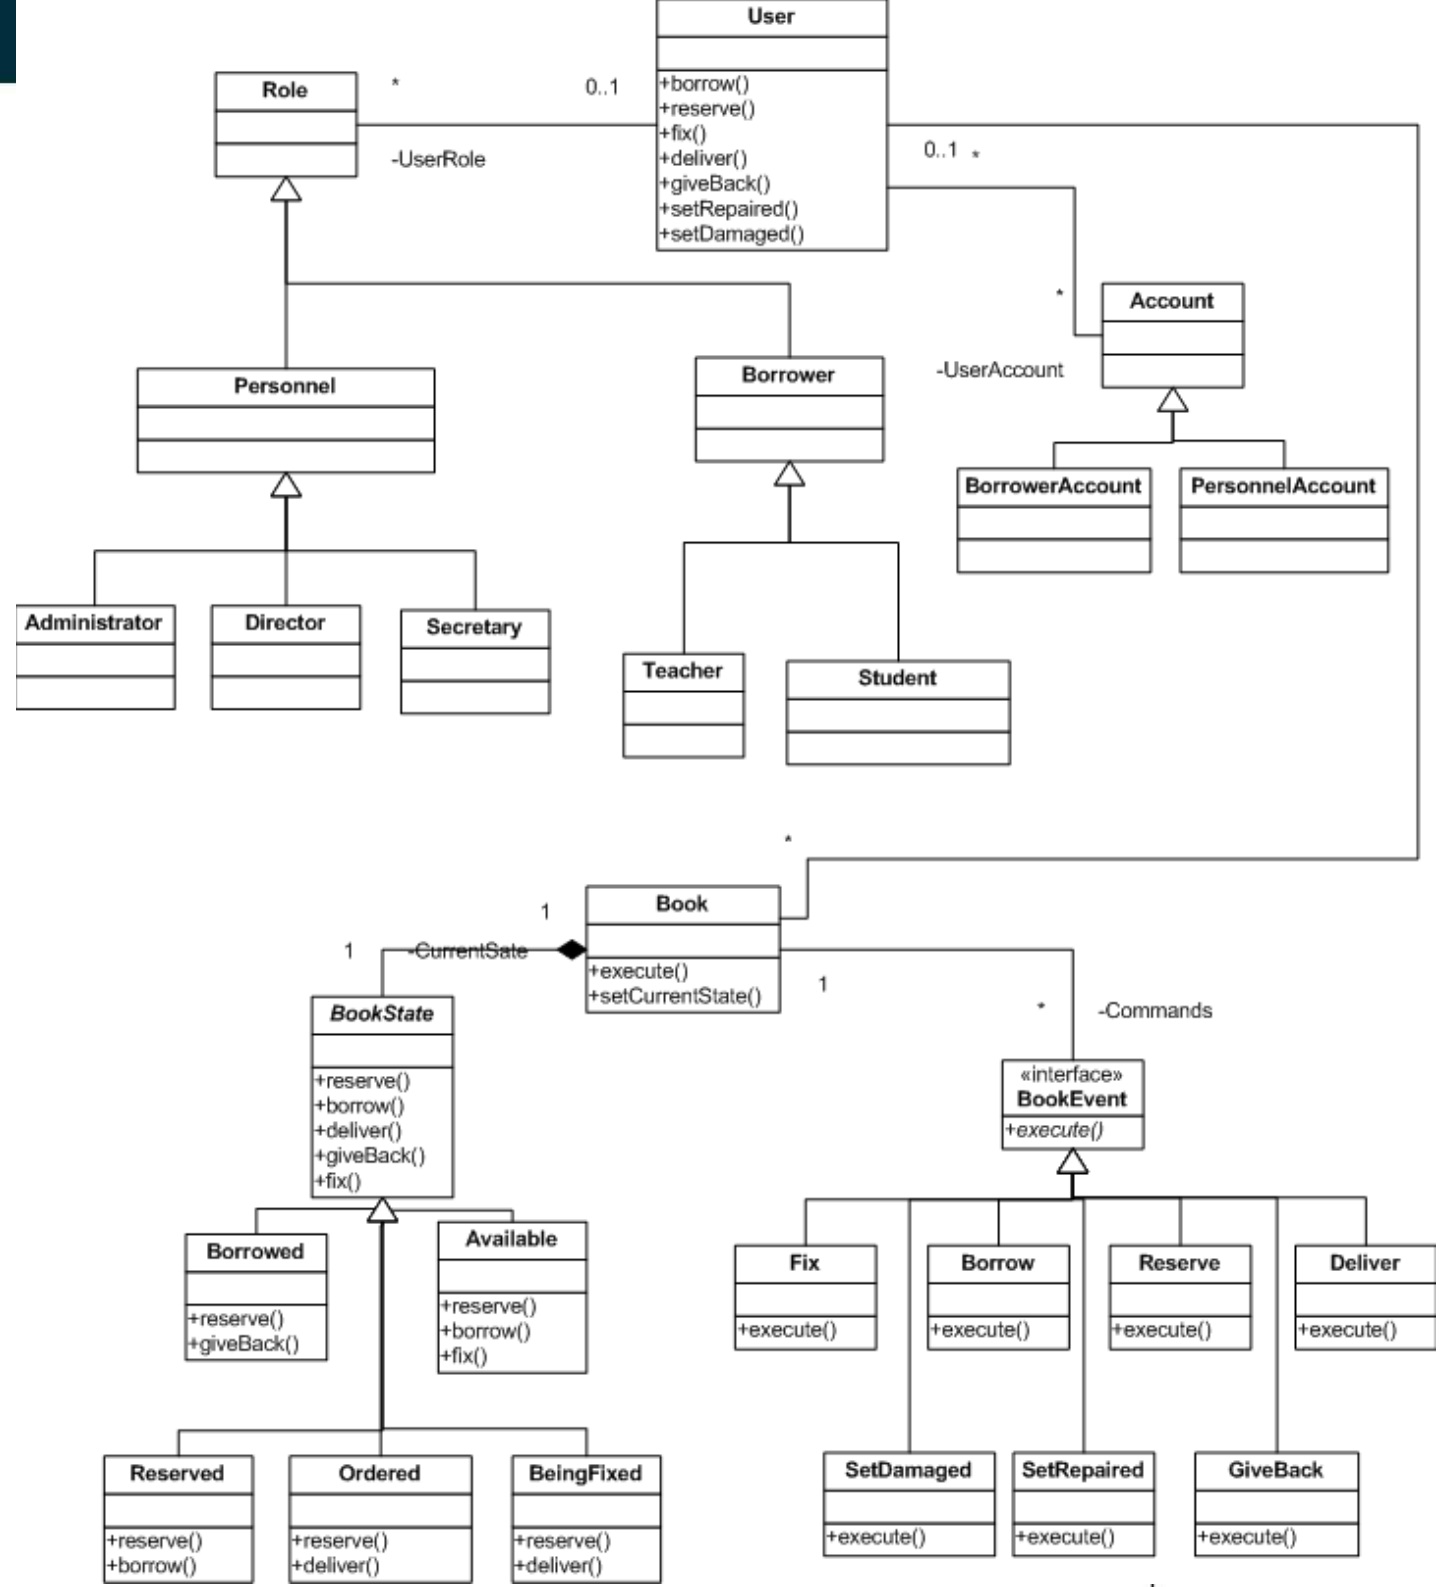 User
+borrow()
+reserve()
+fix()
+deliver()
+giveBack()
+setRepaired()
+setDamaged()
Role
*
0..1
-UserRole
0..1
*
*
Account
-UserAccount
Personnel
Borrower
BorrowerAccount
PersonnelAccount
Administrator
Director
Secretary
Teacher
Student
*
Book
+execute()
+setCurrentState()
1
1
-CurrentSate
1
*
-Commands
BookState
+reserve()
+borrow()
+deliver()
+giveBack()
+fix()
«interface»
BookEvent
+execute()
Borrowed
+reserve()
+giveBack()
Available
+reserve()
+borrow()
+fix()
Fix
+execute()
Borrow
+execute()
Reserve
+execute()
Deliver
+execute()
Reserved
+reserve()
+borrow()
Ordered
+reserve()
+deliver()
BeingFixed
+reserve()
+deliver()
SetDamaged
+execute()
SetRepaired
+execute()
GiveBack
+execute()